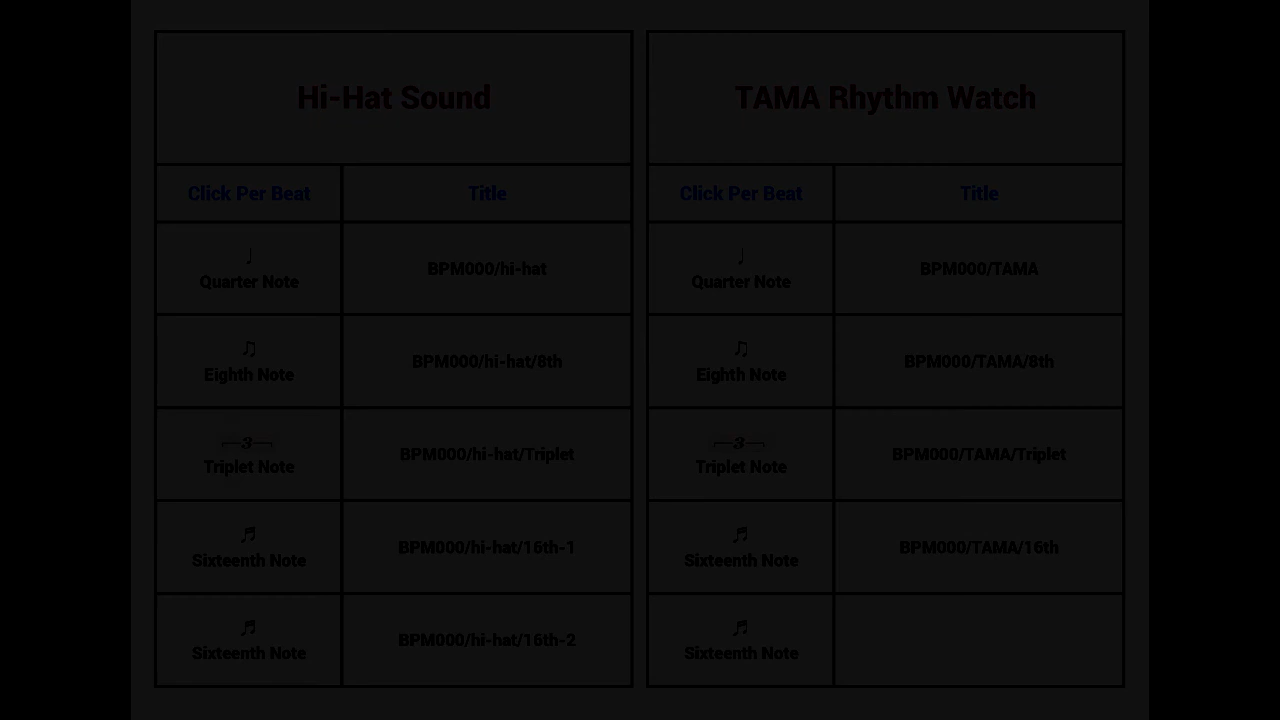 Hi-Hat Sound
Click Per Beat Title
♩
Quarter Note
BPM000/hi-hat
♫
Eighth Note
BPM000/hi-hat/8th
3
Triplet Note
BPM000/hi-hat/Triplet
♬
Sixteenth Note
BPM000/hi-hat/16th-1
♬
Sixteenth Note
BPM000/hi-hat/16th-2
TAMA Rhythm Watch
Click Per Beat Title
♩
Quarter Note
BPM000/TAMA
♫
Eighth Note
BPM000/TAMA/8th
3
Triplet Note
BPM000/TAMA/Triplet
♬
Sixteenth Note
BPM000/TAMA/16th
♬
Sixteenth Note